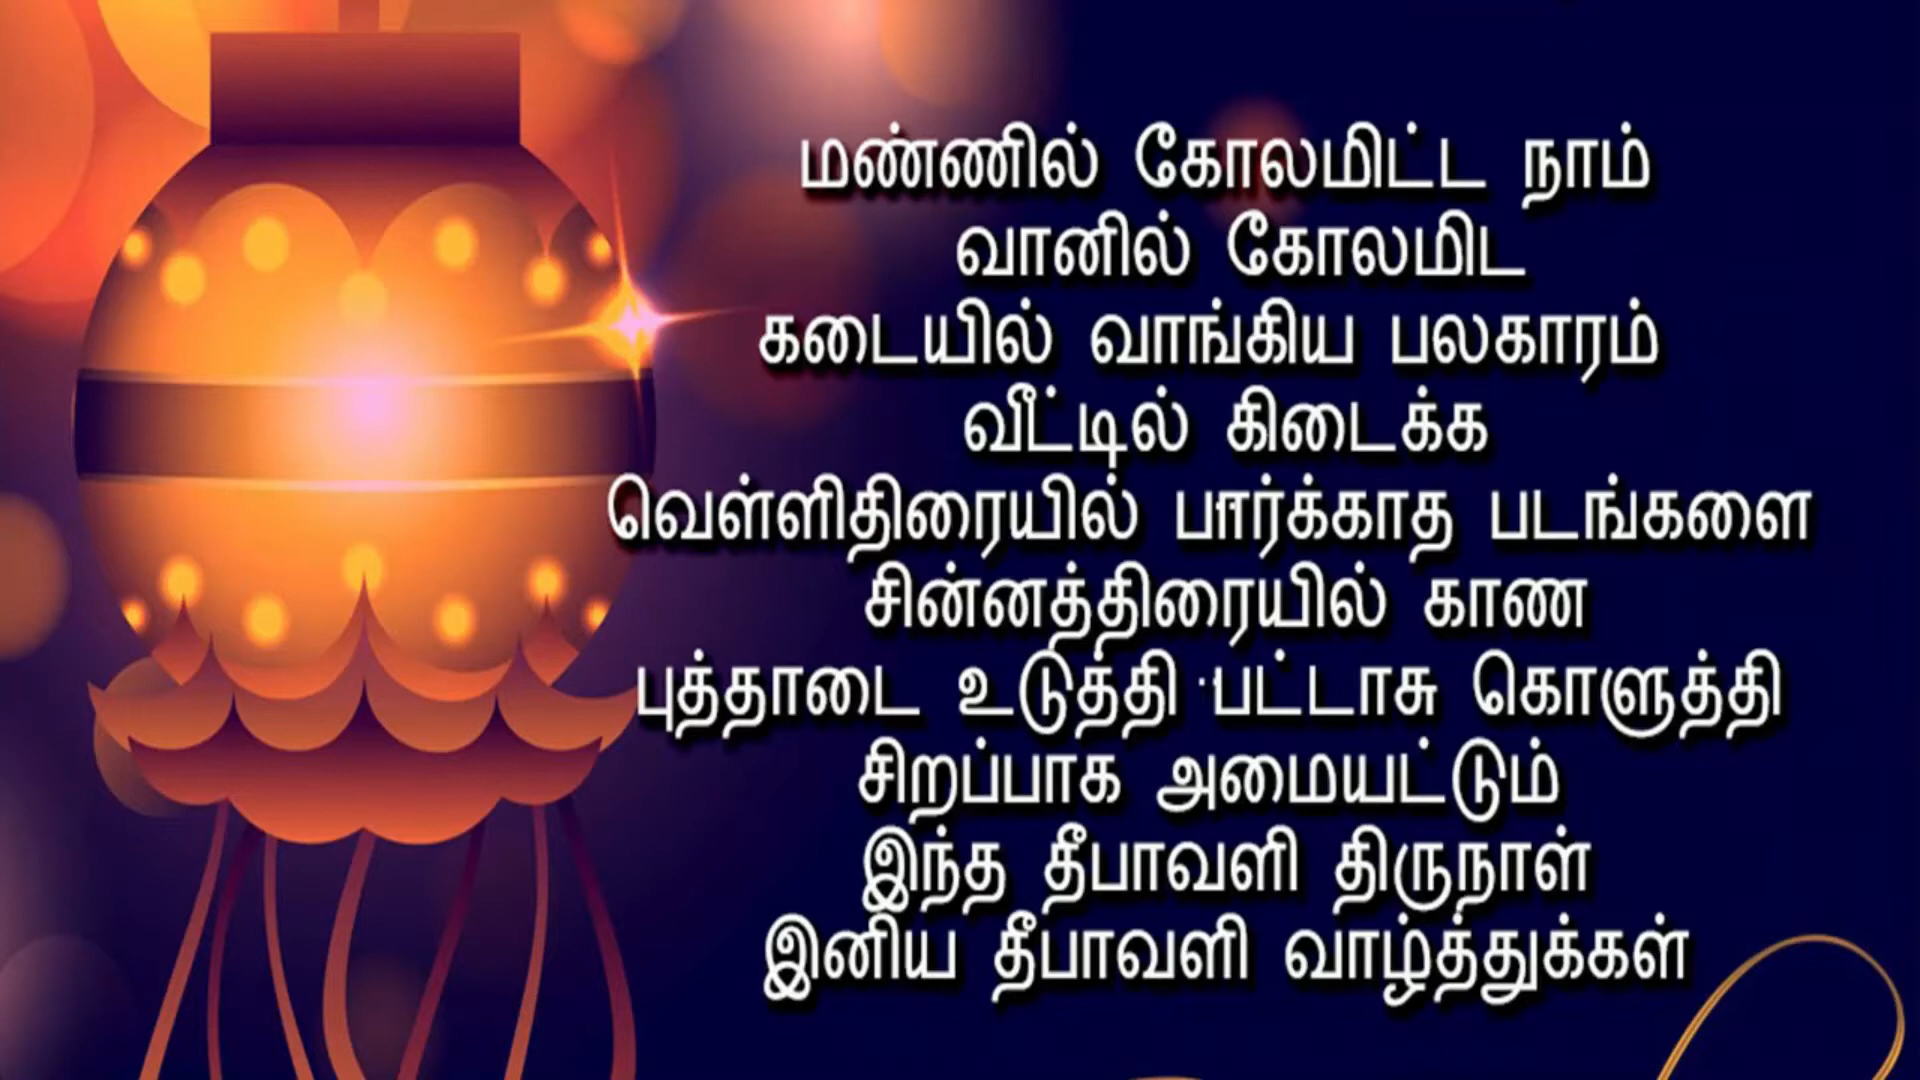 மண்ணில் கோலமிட்ட நாம்
வானில் கோலமிட
கடையில் வாங்கிய பலகாரம்
வீட்டில் கிடைக்க
வெள்ளிதிரையில் பார்க்காத படங்களை
சின்னத்திரையில் காண
புத்தாடை உடுத்தி பட்டாசு கொளுத்தி
சிறப்பாக அமையட்டும்
இந்த தீபாவளி திருநாள்
இனிய தீபாவளி வாழ்த்துக்கள்